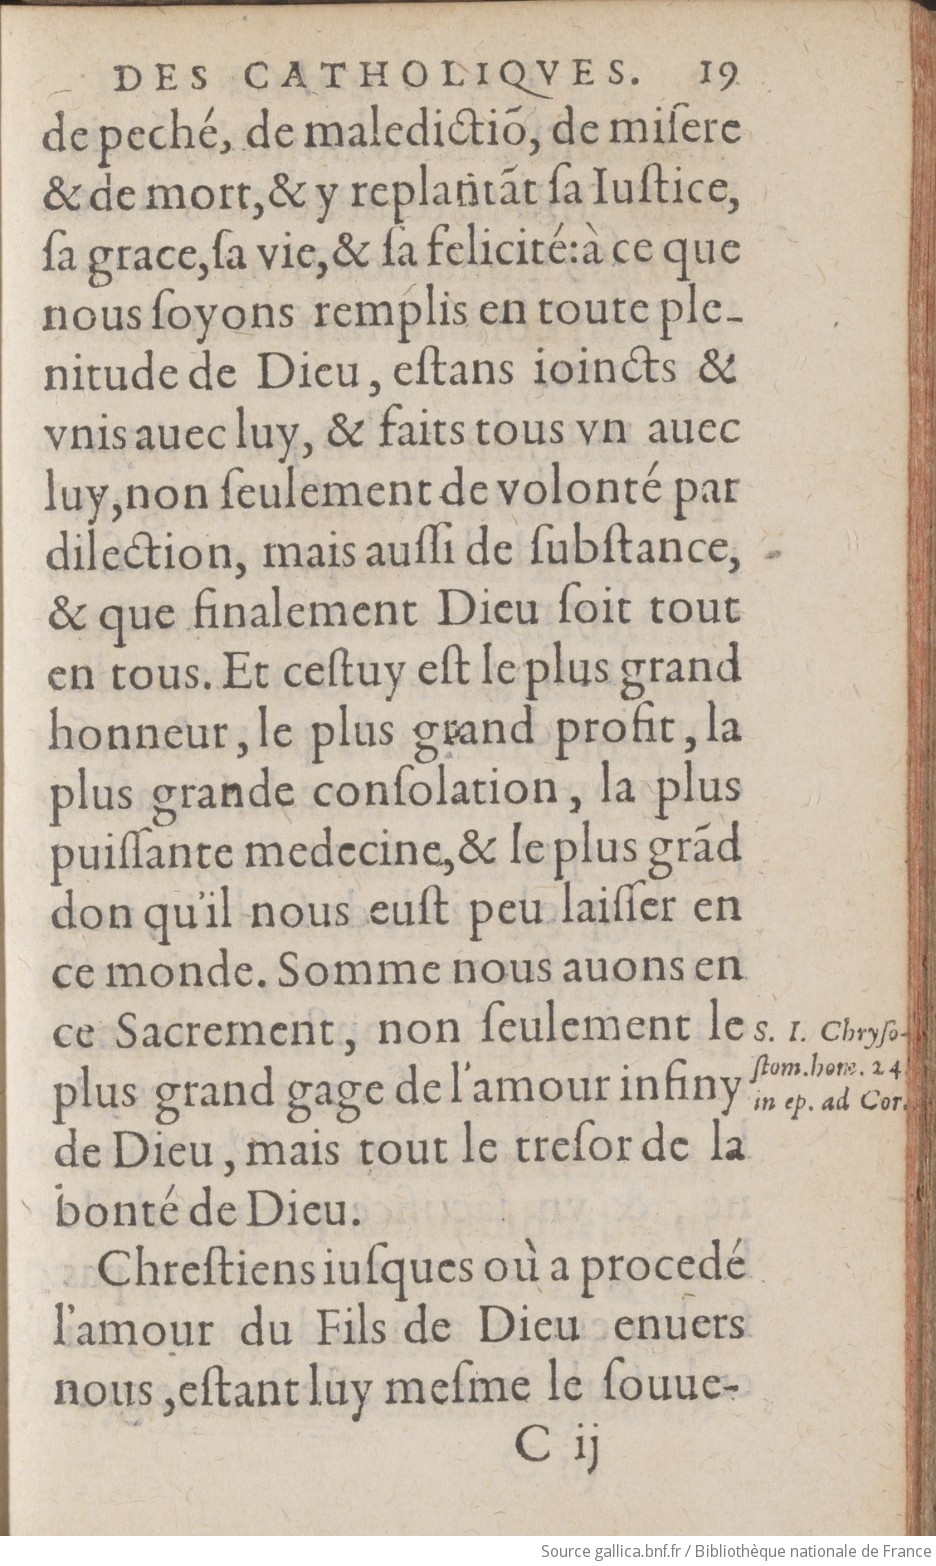 DES CATHOLIQVES. 19
de peché, de maledictiõ, de miſere
& de mort, & y replantãt ſa Iuſtice,
ſa grace, ſa vie, & ſa felicité: à ce que
nous ſoyons remplis en toute ple-
nitude de Dieu, eſtans ioincts &
vnis auec luy, & faits tous vn auec
luy, non ſeulement de volonté par
dilection, mais auſſi de ſubſtance,
& que finalement Dieu ſoit tout
en tous. Et ceſtuy eſt le plus grand
honneur, le plus grand profit, la
plus grande conſolation, la plus
puiſſante medecine, & le plus grãd
don qu'il nous euſt peu laiſſer en
ce monde. Somme nous auons en
ce Sacrement, non ſeulement le
plus grand gage de l'amour infiny
de Dieu, mais tout le treſor de la
bonté de Dieu.
S. I. Chryſo-
ſtom. hom. 24
in ep. ad Cor.
Chreſtiens iuſques où a procedé
l'amour du Fils de Dieu enuers
nous, eſtant luy meſme le ſouue-
C ij
Source gallica.bnf.fr / Bibliothèque nationale de France